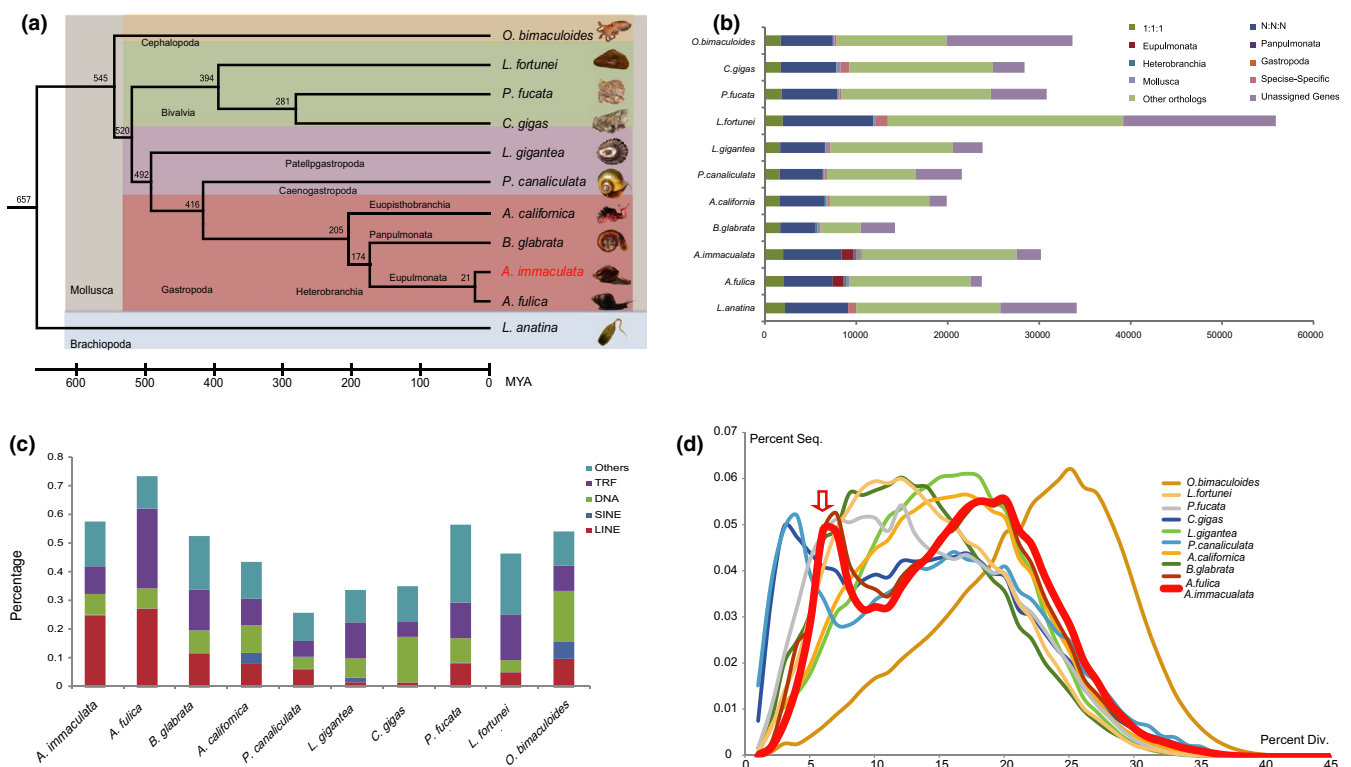 (a)
O. bimaculoides
Cephalopoda
545
394
L. fortunei
P. fucata
281
Bivalvia
C. gigas
520
L. gigantea
492
Patellpgastropoda
P. canaliculata
Caenogastropoda
657
416
Euopisthobranchia
A. califomica
205
Panpulmonata
B. glabrata
174
Eupulmonata
21
A. immaculata
Mollusca
Gastropoda
Heterobranchia
A. fulica
L. anatina
Brachiopoda
600 500 400 300 200 100 0 MYA
(b)
1:1:1 N:N:N
Eupulmonata Panpulmonata
Heterobranchia Gastropoda
Mollusca Specise-Specific
Other orthologs Unassigned Genes
O.bimaculoides
C.gigas
P.fucata
L.fortunei
L.gigantea
P.canaliculata
A.california
B.glabrata
A.immacualata
A.fulica
L.anatina
0 10000 20000 30000 40000 50000 60000
(c)
Percentage
0.8
0.7
0.6
0.5
0.4
0.3
0.2
0.1
0
Others
TRF
DNA
SINE
LINE
A. immaculata
A. fulica
B. glabrata
A. califomica
P. canaliculata
L. gigantea
C. gigas
P. fucata
L. fortunei
O. bimaculoides
(d)
Percent Seq.
0.07
0.06
0.05
0.04
0.03
0.02
0.01
0
O.bimaculoides
L.fortunei
P.fucata
C.gigas
L.gigantea
P.canaliculata
A.califomica
B.glabrata
A.fulica
A.immacualata
Percent Div.
0 5 10 15 20 25 30 35 40 45